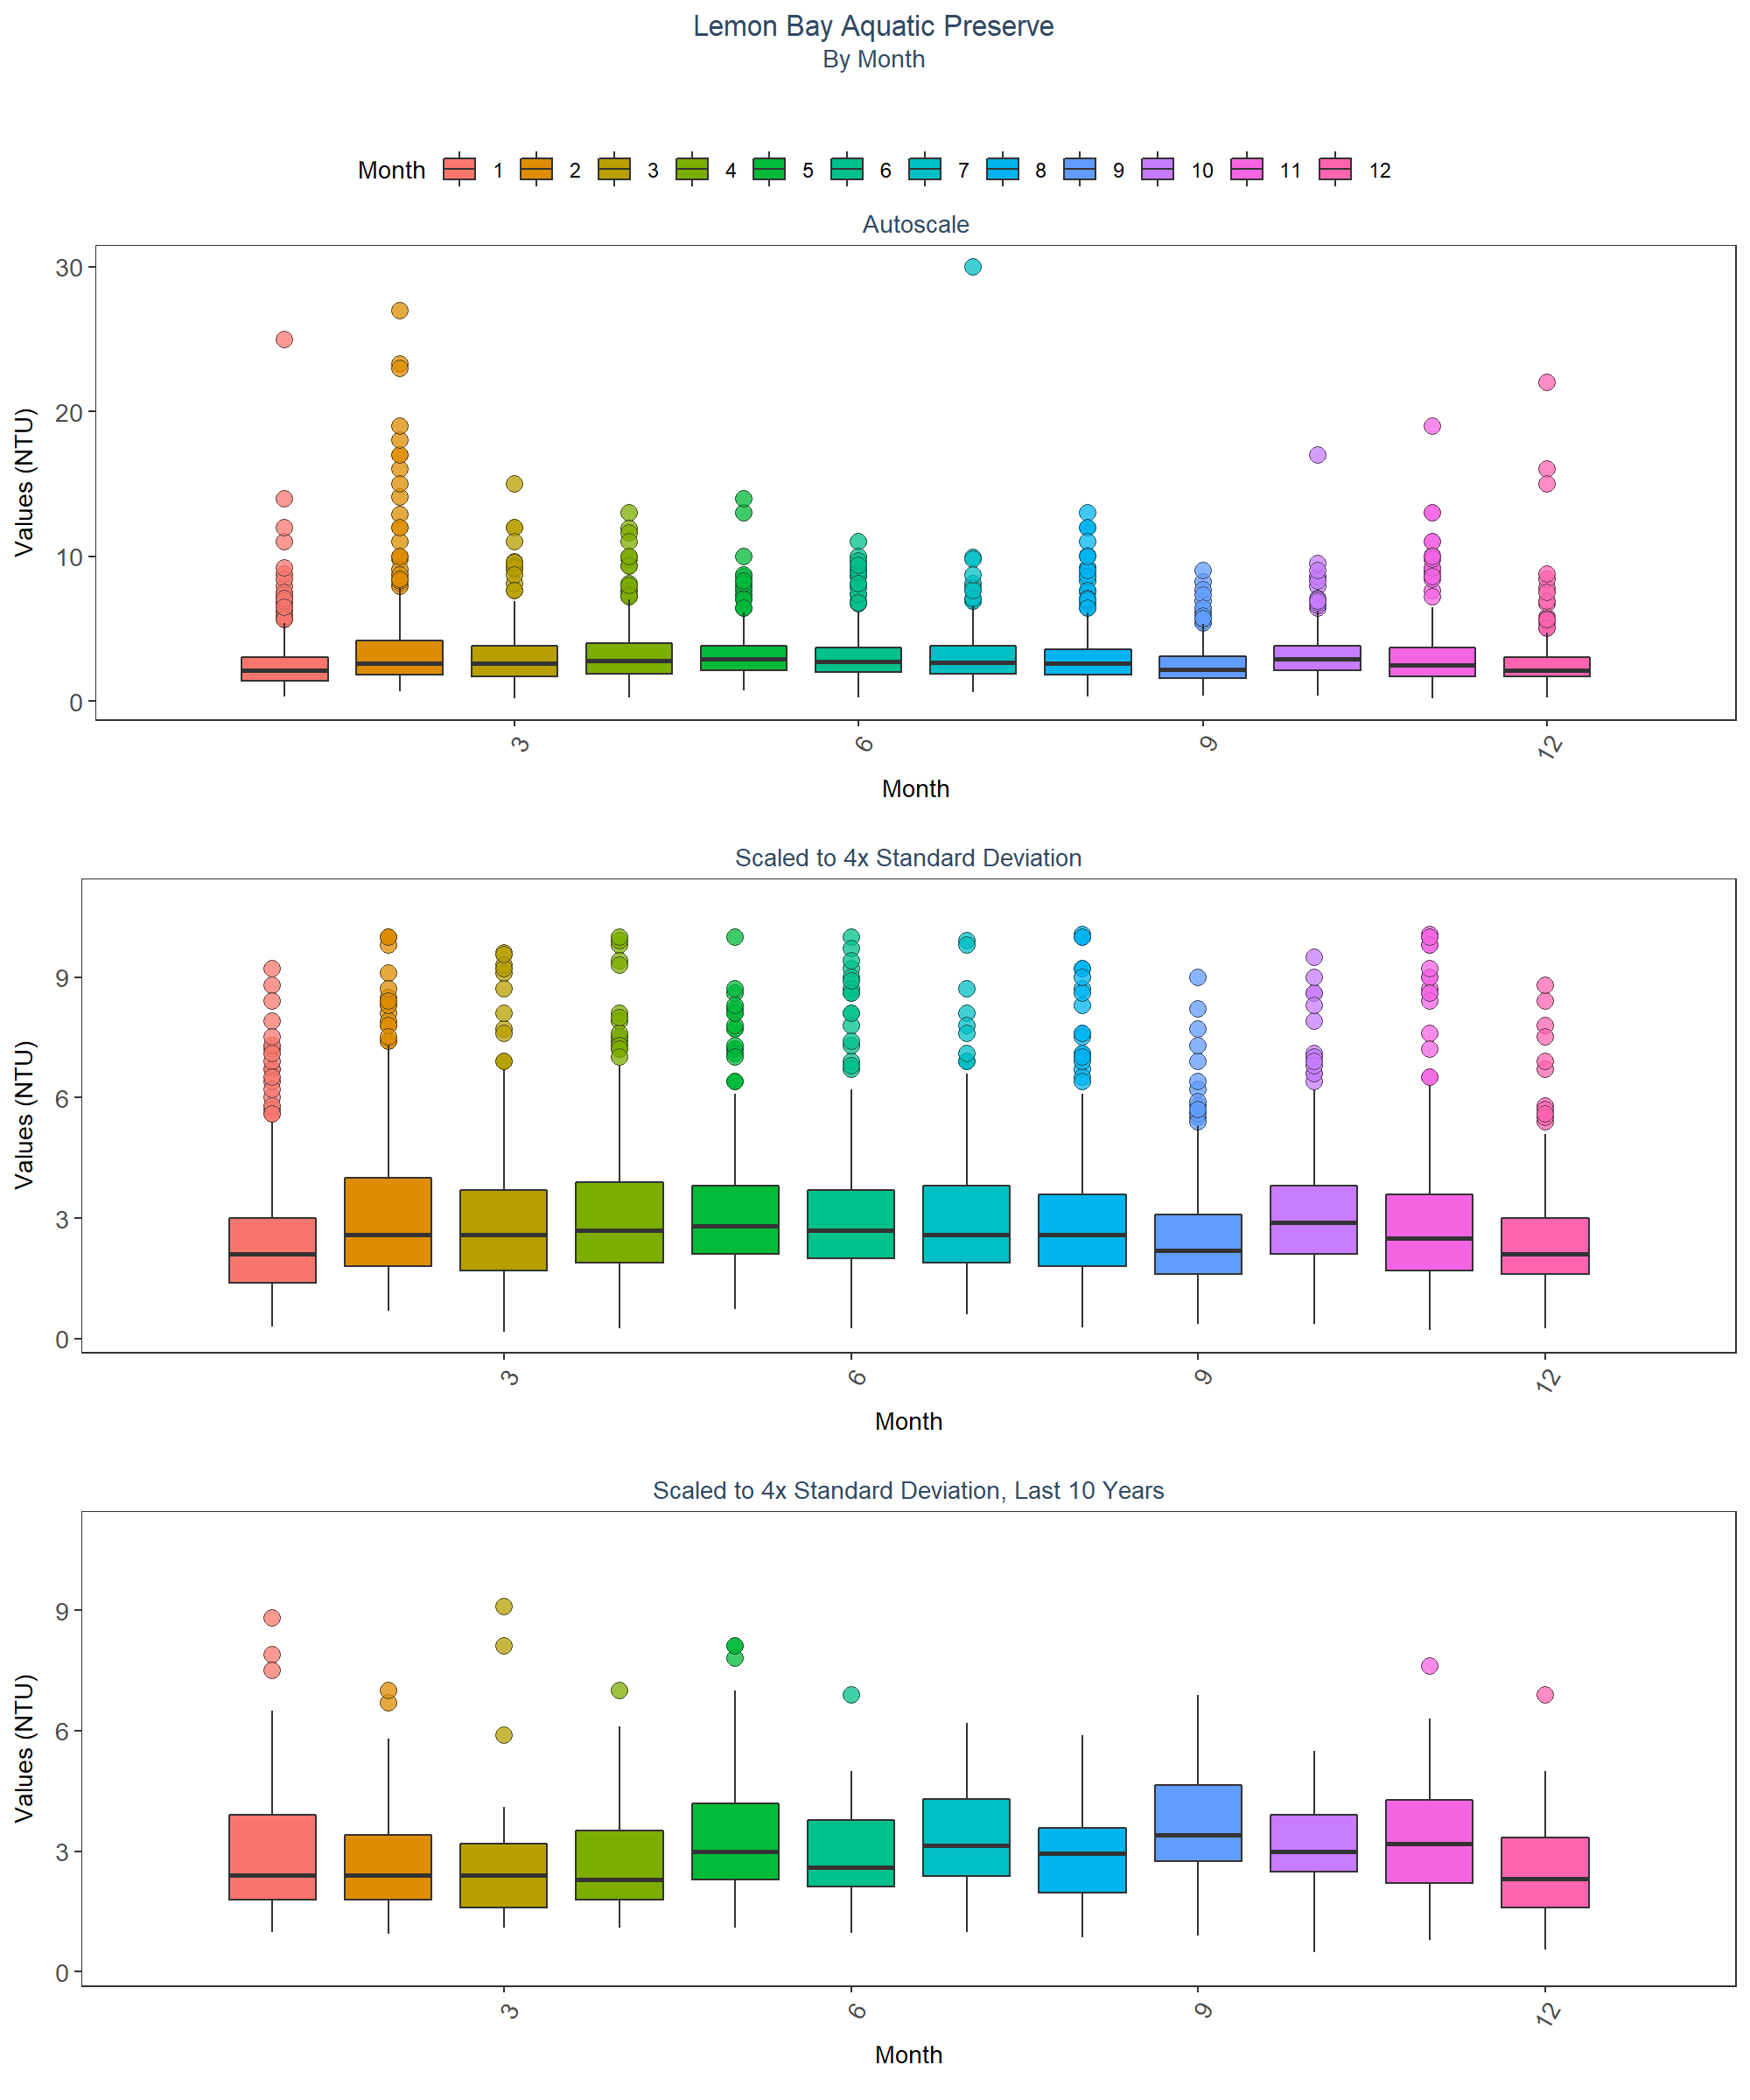 Lemon Bay Aquatic Preserve
By Month
Month 1 2 3 4 5 6 7 8 9 10 11 12
Autoscale
Values (NTU)
30
20
10
0
3 6 9 12
Month
Scaled to 4x Standard Deviation
Values (NTU)
9
6
3
0
3 6 9 12
Month
Scaled to 4x Standard Deviation, Last 10 Years
Values (NTU)
9
6
3
0
3 6 9 12
Month